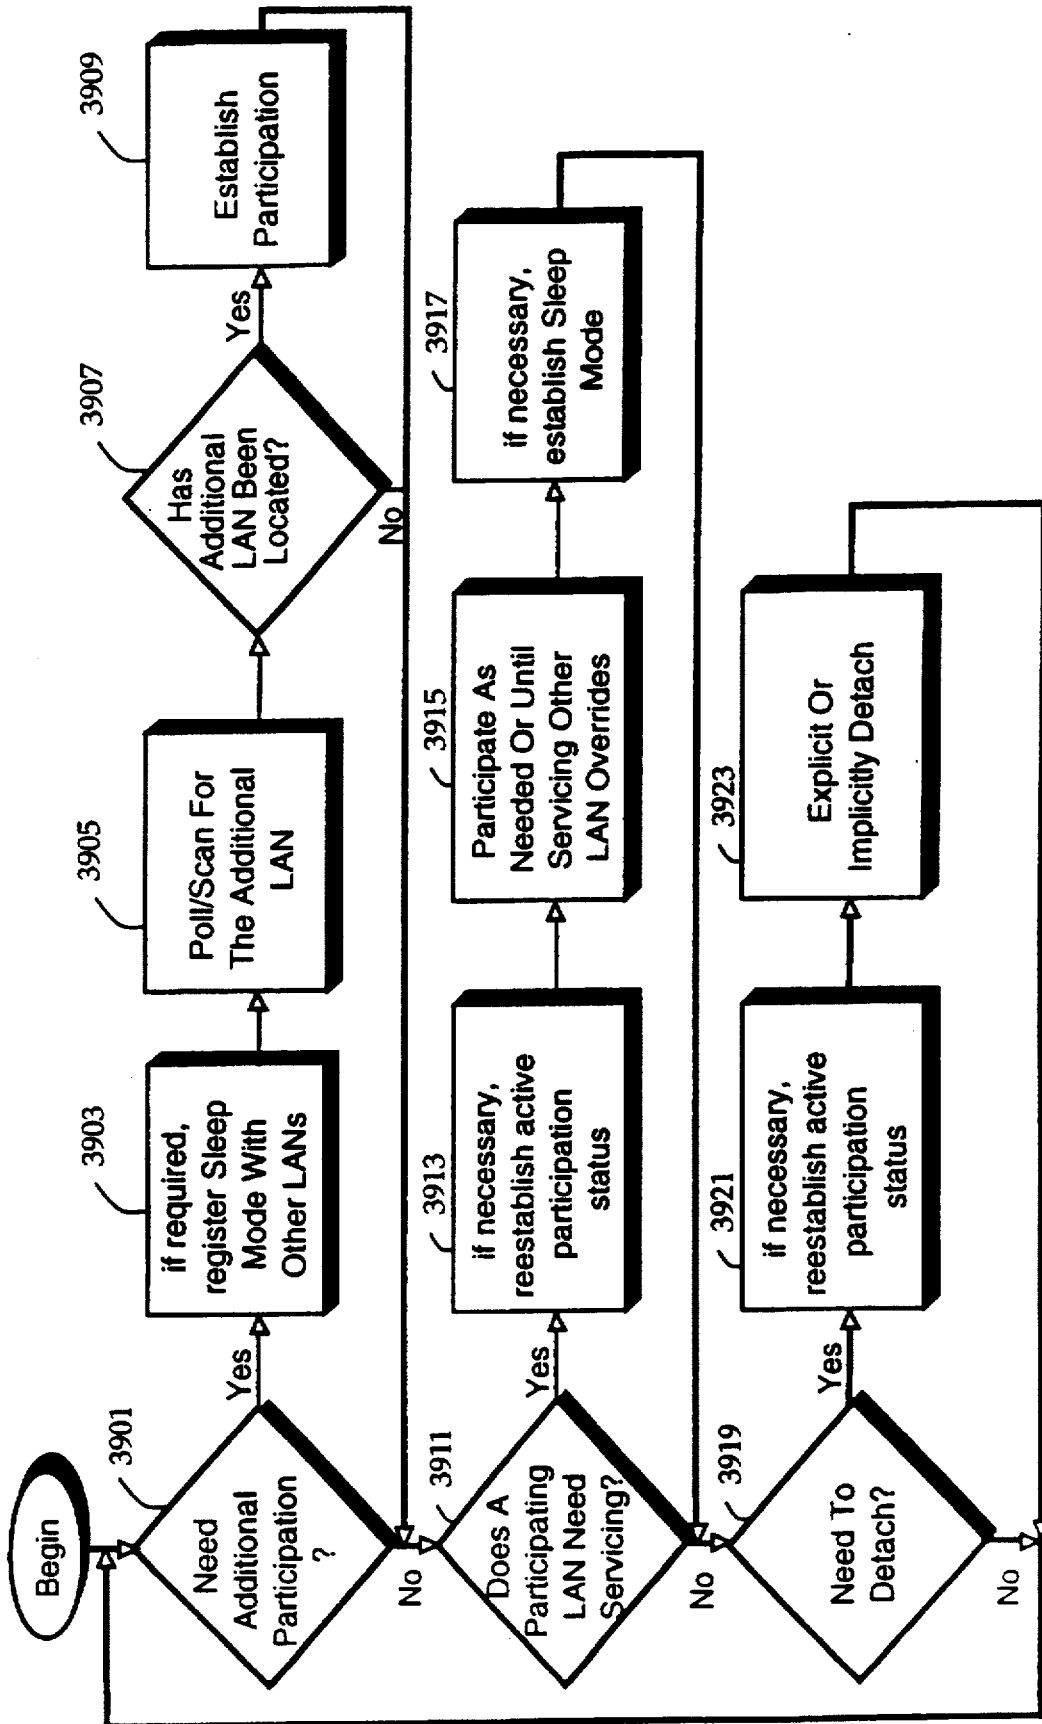 Begin
3901
Need
Additional
Participation
?
Yes
No
3903
if required,
register Sleep
Mode With
Other LANs
3905
Poll/Scan For
The Additional
LAN
3907
Has
Additional
LAN Been
Located?
Yes
No
3909
Establish
Participation
3911
Does A
Participating
LAN Need
Servicing?
Yes
No
3913
if necessary,
reestablish active
participation
status
3915
Participate As
Needed Or Until
Servicing Other
LAN Overrides
3917
if necessary,
establish Sleep
Mode
3919
Need To
Detach?
Yes
No
3921
if necessary,
reestablish active
participation
status
3923
Explicit Or
Implicitly Detach